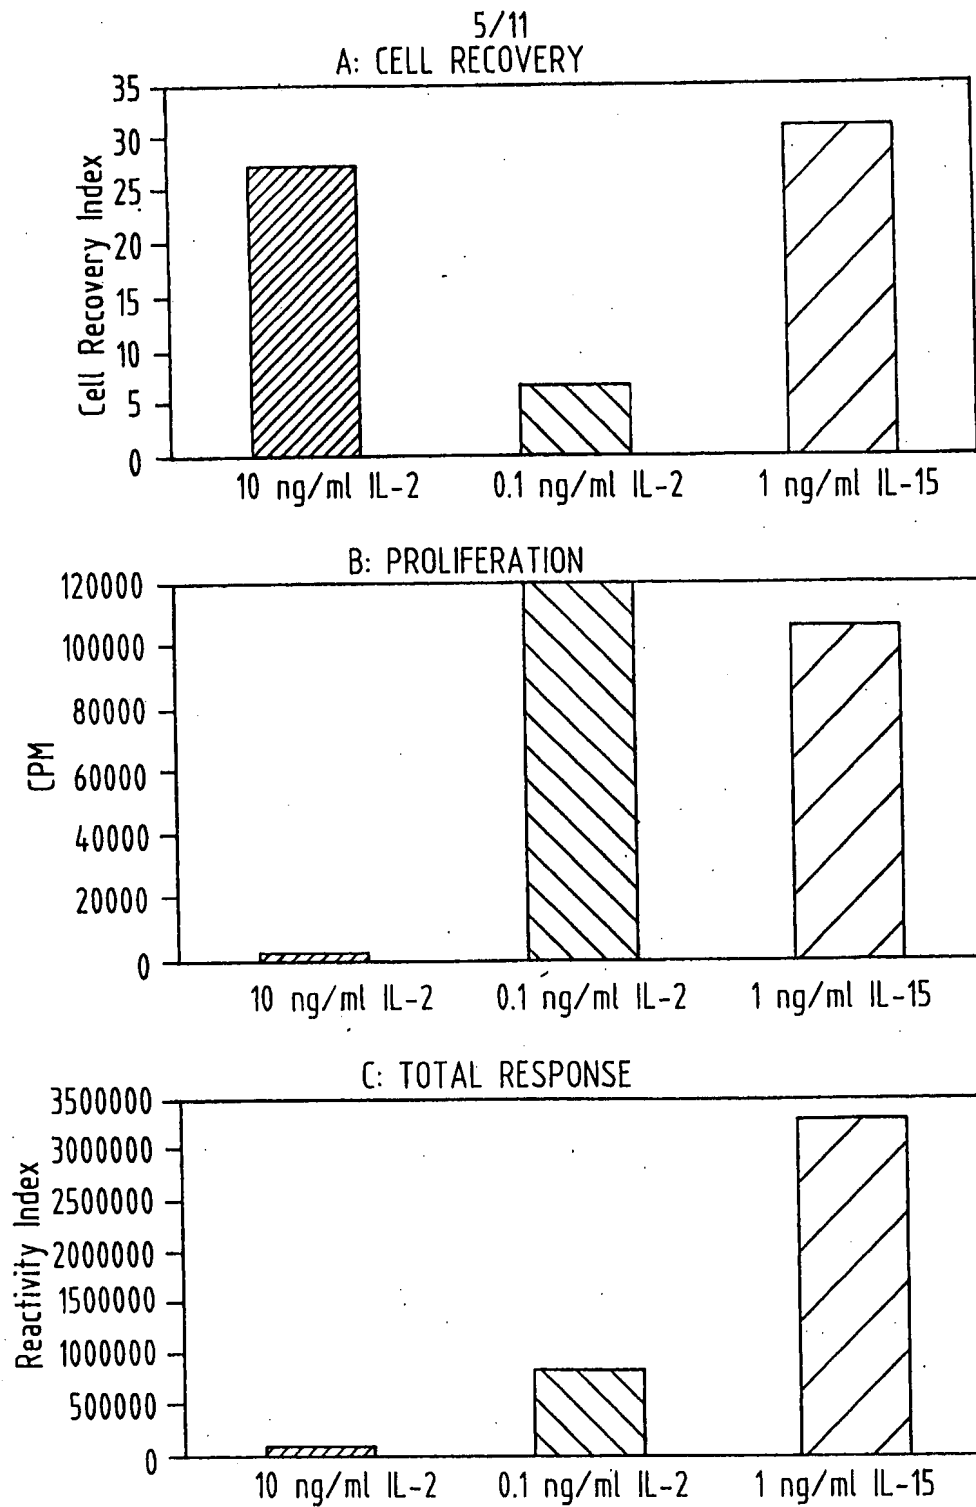 5/11
A: CELL RECOVERY
Cell Recovery Index
35
30
25
20
15
10
5
0
10 ng/ml IL-2 0.1 ng/ml IL-2 1 ng/ml IL-15
B: PROLIFERATION
CPM
120000
100000
80000
60000
40000
20000
0
10 ng/ml IL-2 0.1 ng/ml IL-2 1 ng/ml IL-15
C: TOTAL RESPONSE
Reactivity Index
3500000
3000000
2500000
2000000
1500000
1000000
500000
0
10 ng/ml IL-2 0.1 ng/ml IL-2 1 ng/ml IL-15